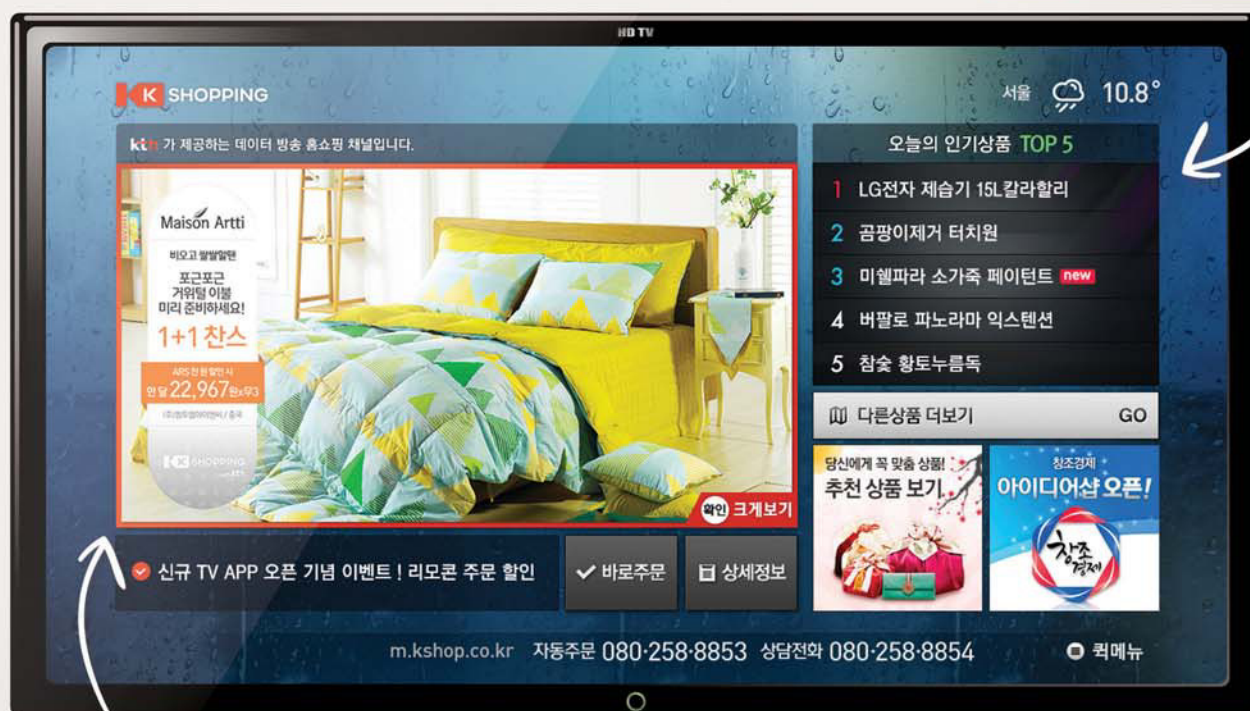 HD TV
K SHOPPING
서울 10.8°
kth 가 제공하는 데이터 방송 홈쇼핑 채널입니다.
Maison Artti
비오고 쌀쌀할땐
포근포근
거위털 이불
미리 준비하세요!
1+1 찬스
22,967
K SHOPPING
확인 크게보기
오늘의 인기상품 TOP 5
1 LG전자 제습기 15L칼라할리
2 곰팡이제거 터치원
3 미쉘파라 소가죽 페이턴트 new
4 버팔로 파노라마 익스텐션
5 참숯 황토누름독
다른상품 더보기 GO
당신에게 꼭 맞춤 상품!
추천 상품 보기
창조경제
아이디어샵 오픈!
창조
경제
신규 TV APP 오픈 기념 이벤트 ! 리모콘 주문 할인
바로주문
상세정보
m.kshop.co.kr 자동주문 080·258·8853 상담전화 080·258·8854
퀵메뉴